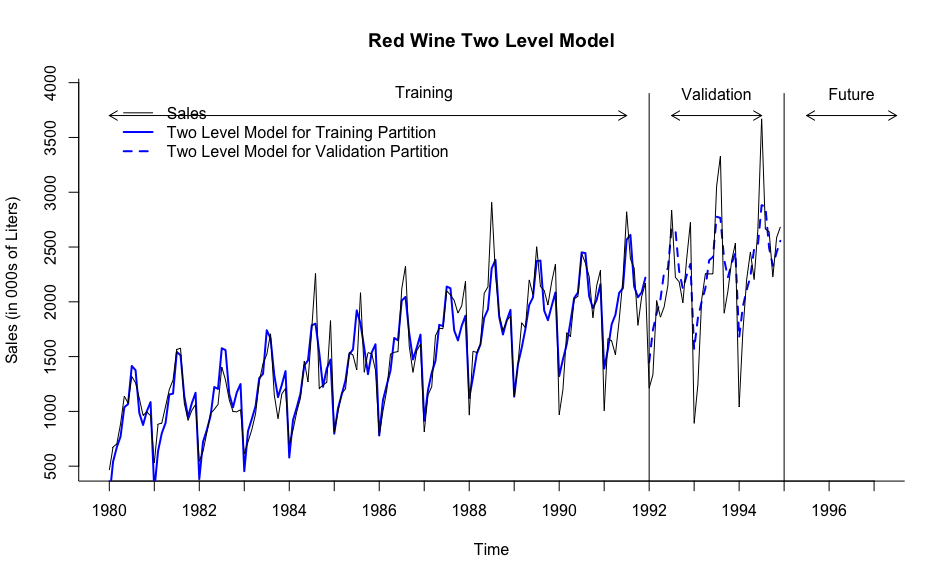 Red Wine Two Level Model
Training
Validation
Future
Sales
Two Level Model for Training Partition
Two Level Model for Validation Partition
Sales (in 000s of Liters)
4000
3500
3000
2500
2000
1500
1000
500
1980 1982 1984 1986 1988 1990 1992 1994 1996
Time